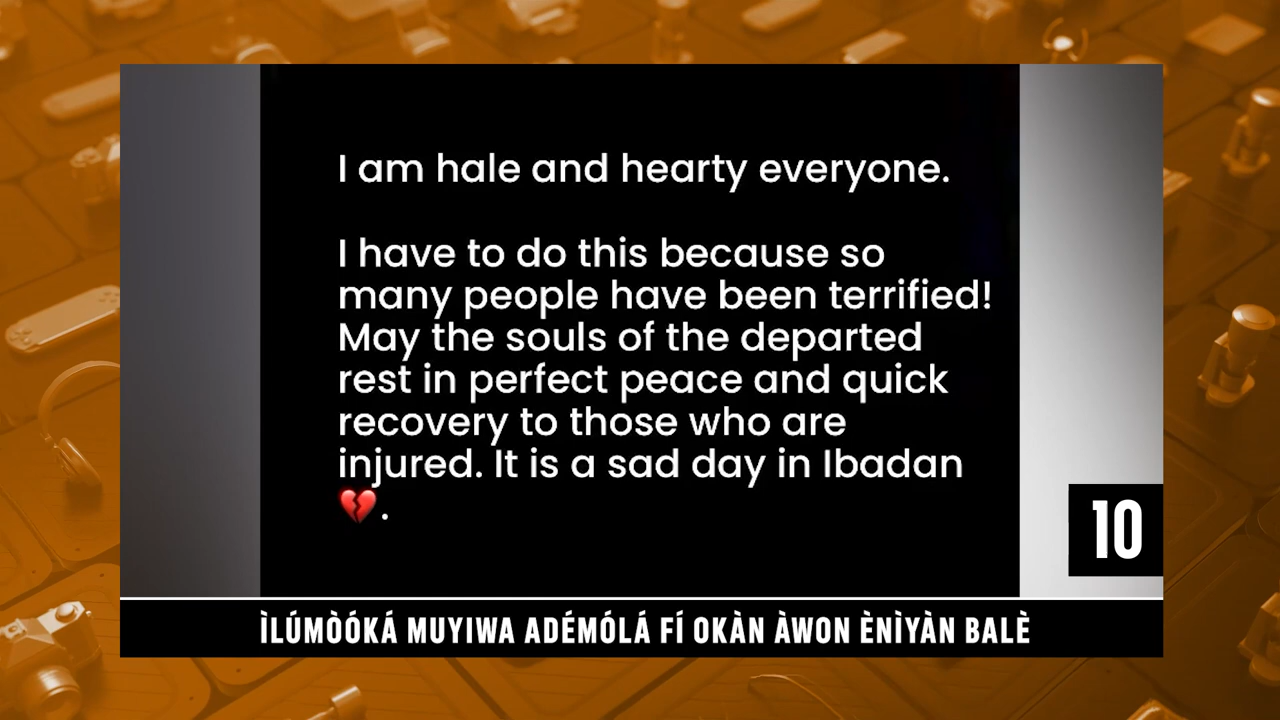 I am hale and hearty everyone.
I have to do this because so
many people have been terrified!
May the souls of the departed
rest in perfect peace and quick
recovery to those who are
injured. It is a sad day in Ibadan
💔.
10
ÌLÚMÒÓKÁ MUYIWA ADÉMÓLÁ FÍ OKÀN ÀWON ÈNÌYÀN BALÈ